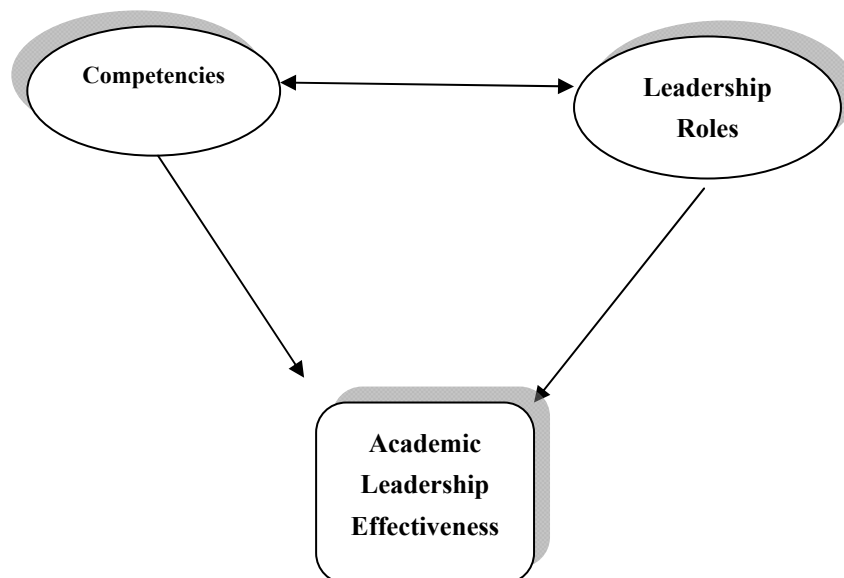 Competencies
Leadership
Roles
Academic
Leadership
Effectiveness